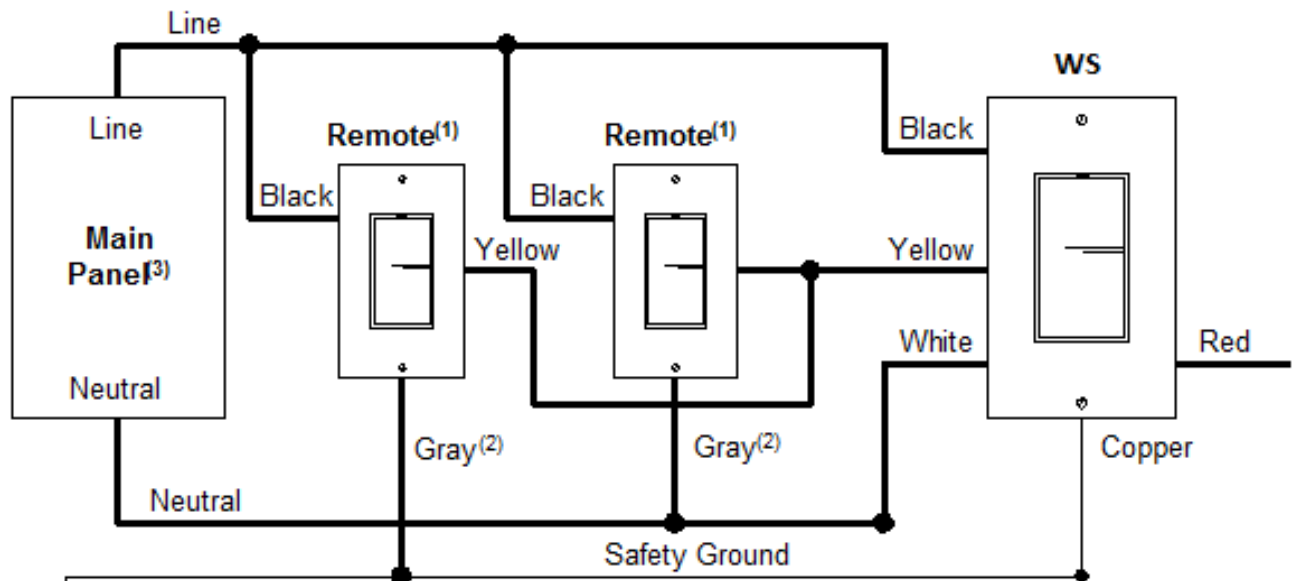 Line
WS
Line
Remote(1)
Remote(1)
Black
Black
Black
Main
Panel(3)
Yellow
Yellow
White
Red
Neutral
Gray(2)
Gray(2)
Copper
Neutral
Safety Ground